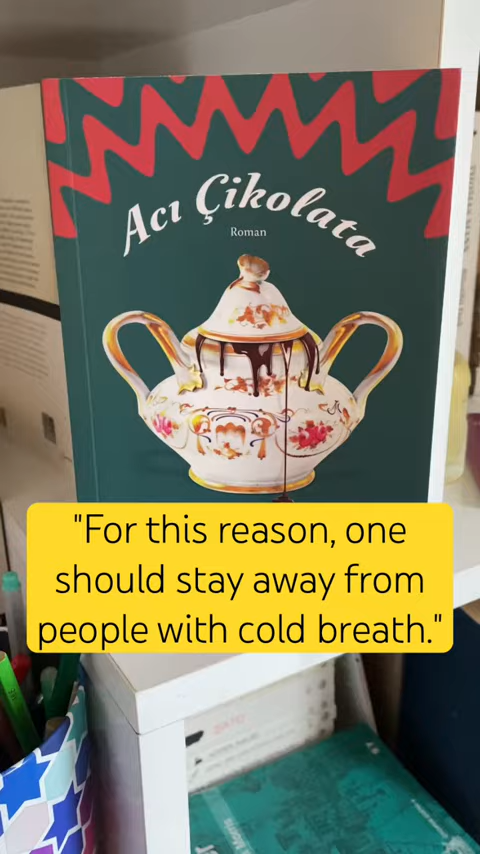 Acı Çikolata
Roman
"For this reason, one
should stay away from
people with cold breath."